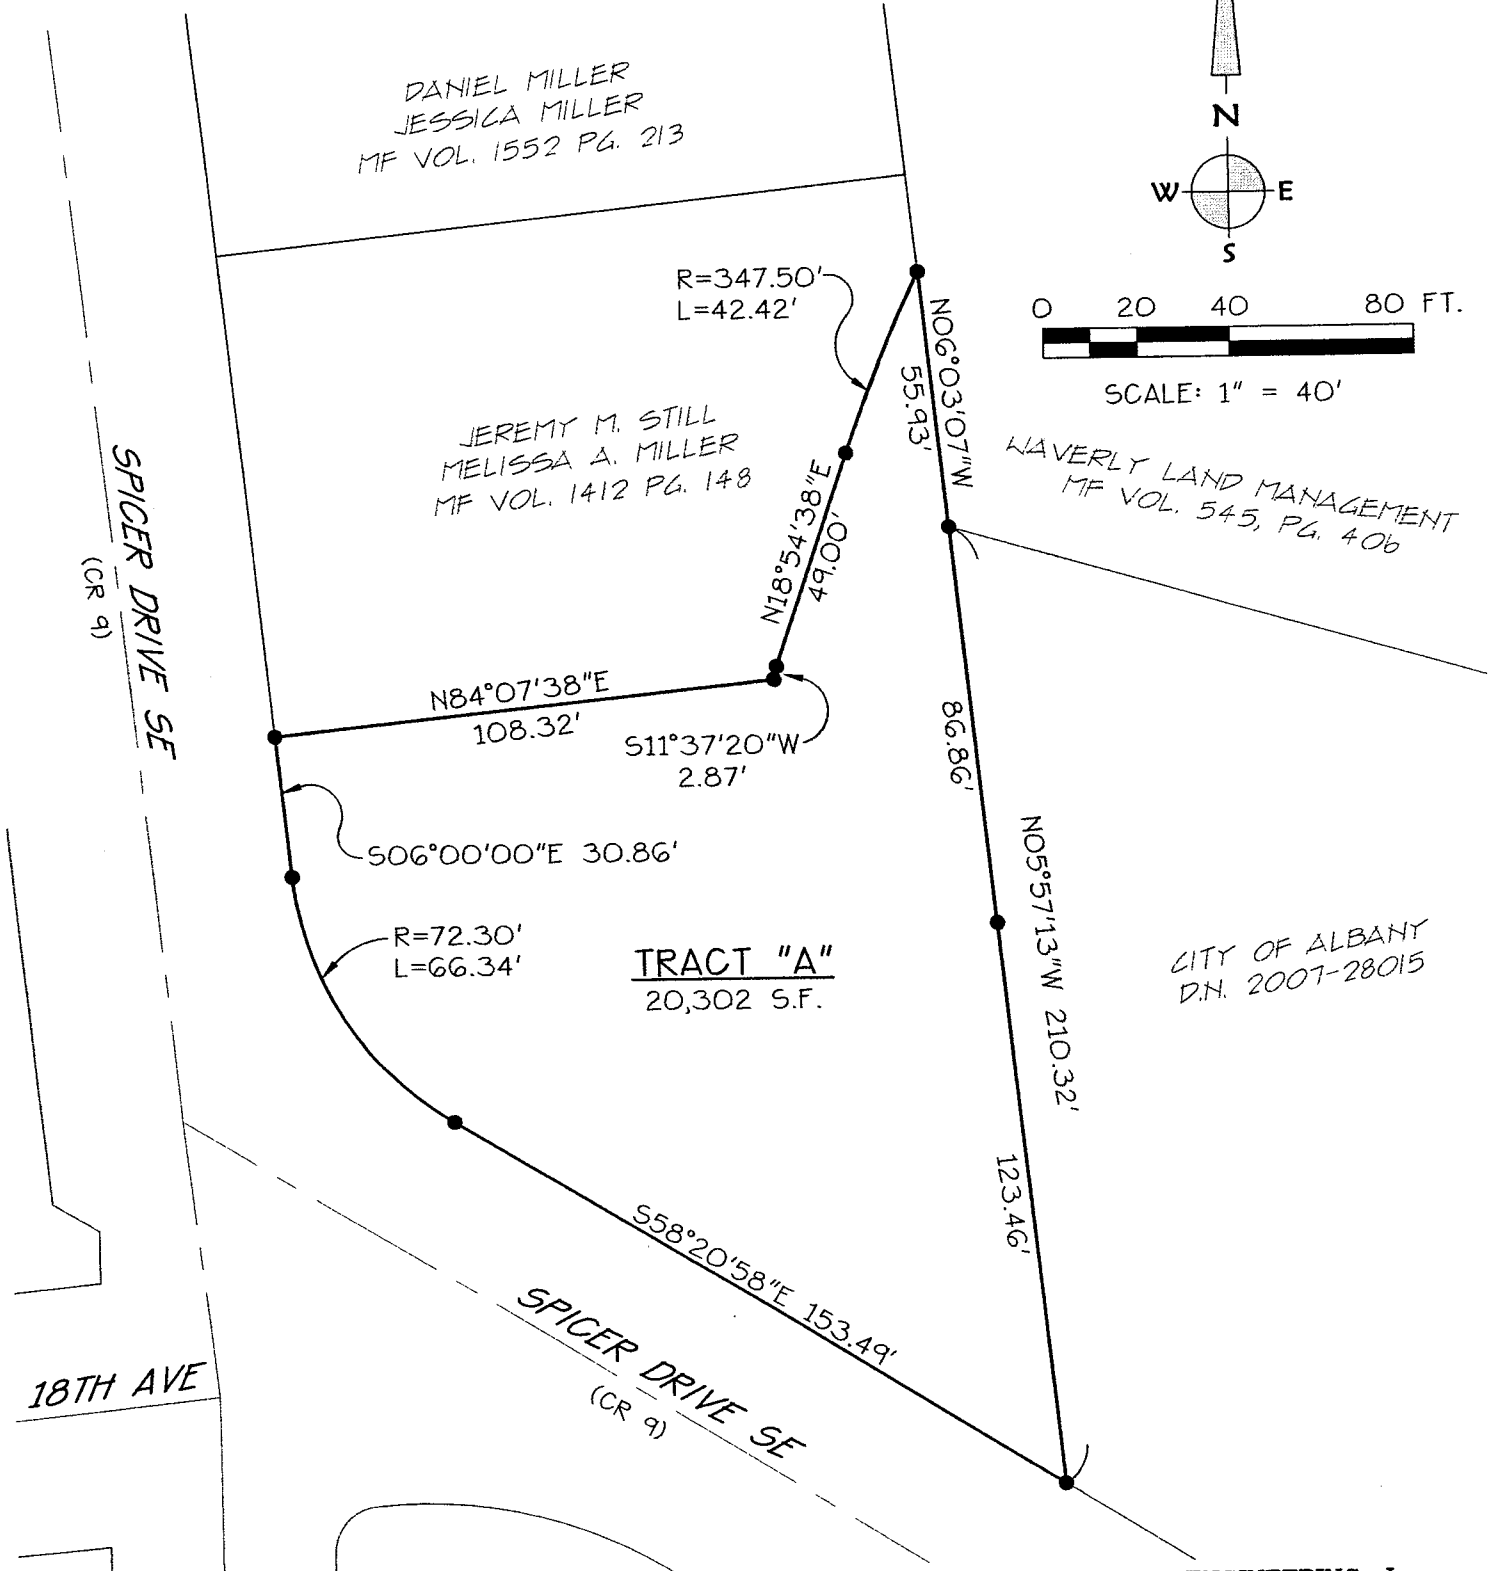 DANIEL MILLER
JESSICA MILLER
MF VOL. 1552 PG. 213
N
W E
S
0 20 40 80 FT.
SCALE: 1" = 40'
R=347.50'
L=42.42'
N06°03'07"W
55.93'
WAVERLY LAND MANAGEMENT
MF VOL. 545, PG. 406
JEREMY M. STILL
MELISSA A. MILLER
MF VOL. 1412 PG. 148
N18°54'38"E
49.00'
SPICER DRIVE SE
(CR 9)
N84°07'38"E
108.32'
S11°37'20"W
2.87'
86.86'
S06°00'00"E 30.86'
N05°57'13"W 210.32'
R=72.30'
L=66.34'
TRACT "A"
20,302 S.F.
CITY OF ALBANY
D.N. 2007-28015
123.46'
S58°20'58"E 153.49'
SPICER DRIVE SE
(CR 9)
18TH AVE